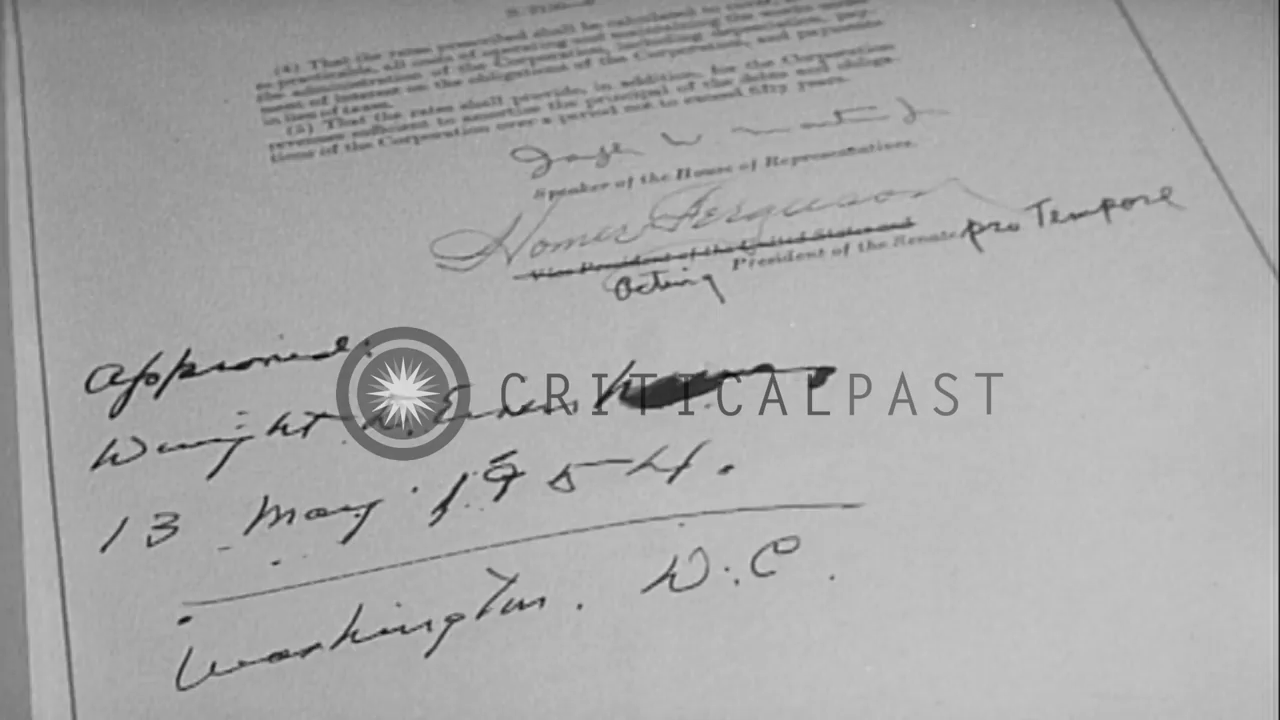 (4) That the rates prescribed shall be calculated to cover, as nearly
as practicable, all costs of operating and maintaining the works under
the administration of the Corporation, including depreciation, pay-
ment of interest on the obligations of the Corporation, and payments
in lieu of taxes.
(5) That the rates shall provide, in addition, for the Corporation
revenues sufficient to amortize the principal of the debts and obliga-
tions of the Corporation over a period not to exceed fifty years.
Speaker of the House of Representatives.
Homer Ferguson
Vice President of the United States and
Acting President of the Senate pro Tempore
Approved:
Dwight D. Eisenhower
CRITICALPAST
13 May 1954.
Washington. D.C.